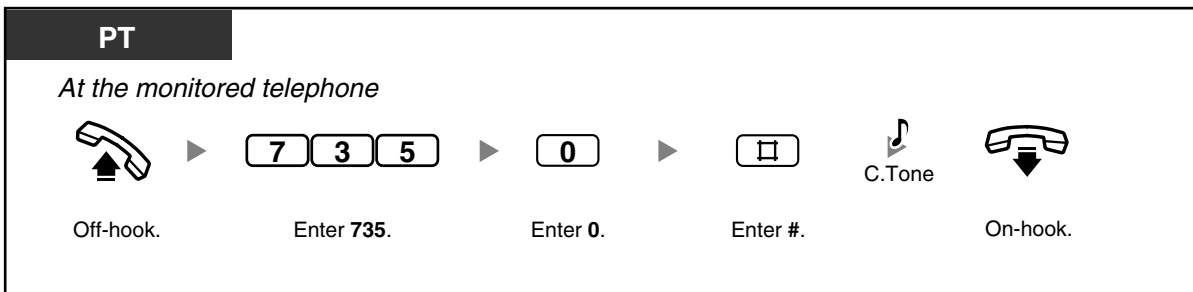 PT
At the monitored telephone
7 3 5 0 #
C.Tone
Off-hook. Enter 735. Enter 0. Enter #. On-hook.